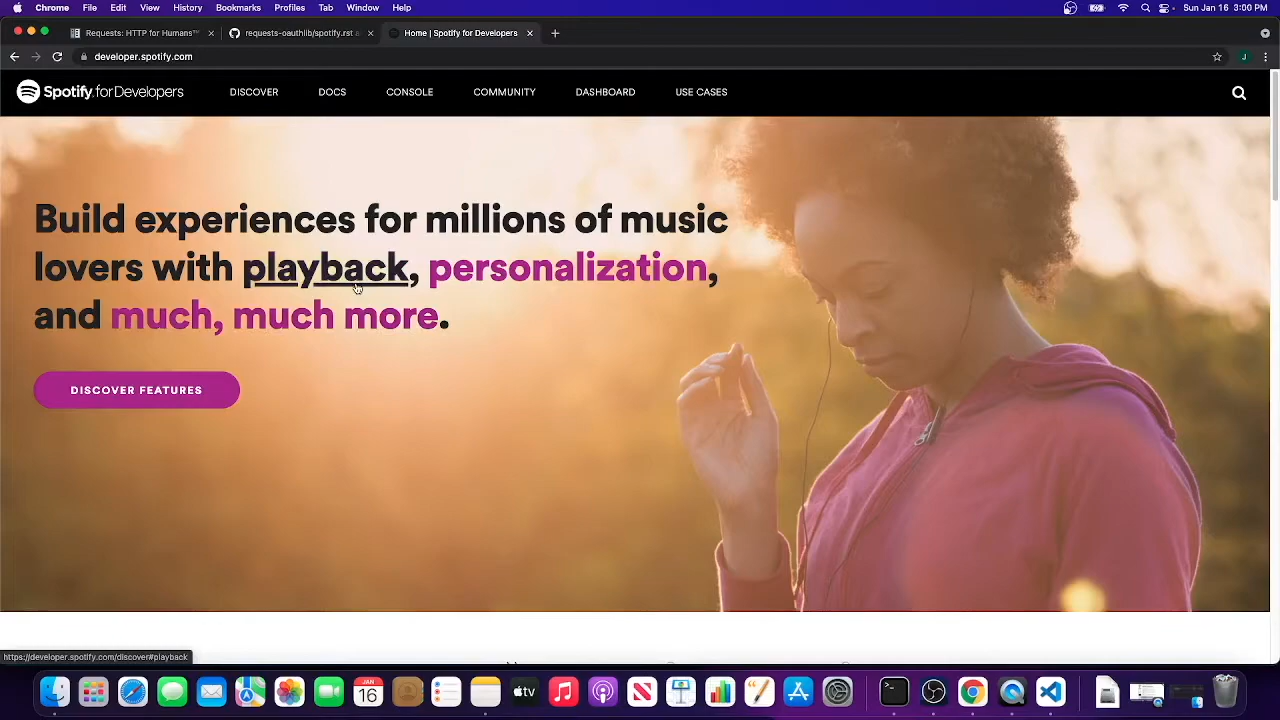 Chrome File Edit View History Bookmarks Profiles Tab Window Help Sun Jan 16 3:00 PM
Requests: HTTP for Humans™ requests-oauthlib/spotify.rst a Home | Spotify for Developers
developer.spotify.com J
Spotify for Developers DISCOVER DOCS CONSOLE COMMUNITY DASHBOARD USE CASES
Build experiences for millions of music
lovers with playback, personalization,
and much, much more.
DISCOVER FEATURES
https://developer.spotify.com/discover#playback
JAN
16
tv